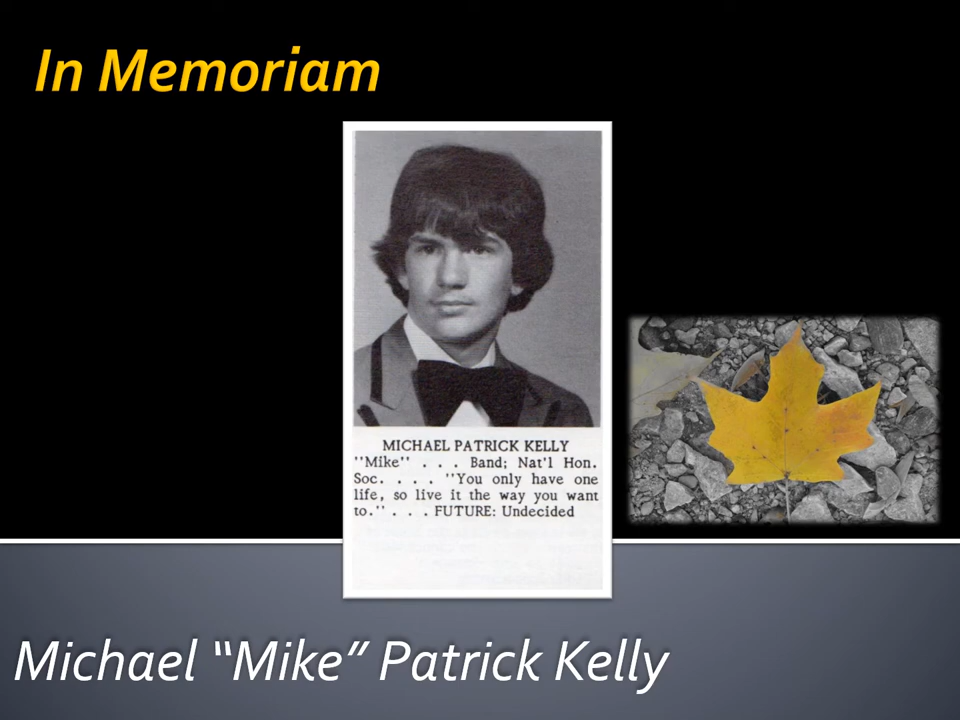 In Memoriam
MICHAEL PATRICK KELLY
"Mike" . . . Band; Nat'l Hon.
Soc. . . . "You only have one
life, so live it the way you want
to." . . . FUTURE: Undecided
Michael “Mike” Patrick Kelly